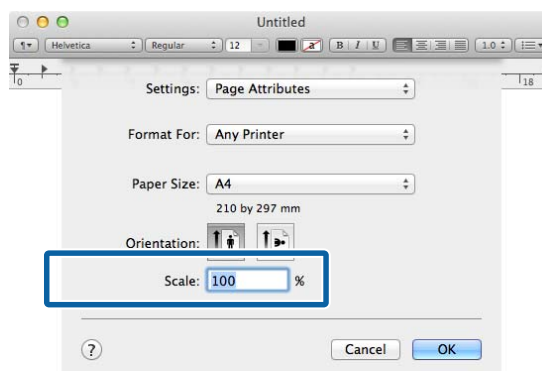 Untitled
¶ Helvetica Regular 12 a B I U 1.0
0 18
Settings: Page Attributes
Format For: Any Printer
Paper Size: A4
210 by 297 mm
Orientation:
Scale: 100 %
? Cancel OK